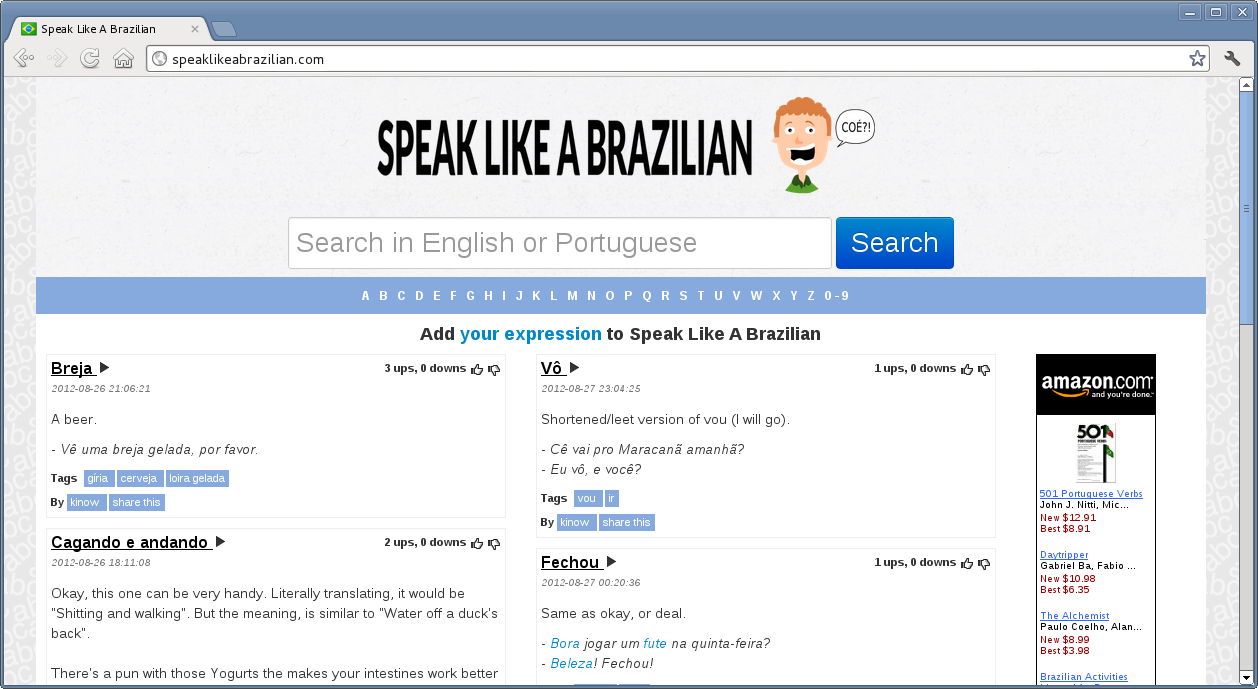 Speak Like A Brazilian
speaklikeabrazilian.com
SPEAK LIKE A BRAZILIAN
COÉ?!
Search in English or Portuguese
Search
A B C D E F G H I J K L M N O P Q R S T U V W X Y Z 0-9
Add your expression to Speak Like A Brazilian
Breja
3 ups, 0 downs
2012-08-26 21:06:21
A beer.
- Vê uma breja gelada, por favor.
Tags gíria cerveja loira gelada
By kinow share this
Cagando e andando
2 ups, 0 downs
2012-08-26 18:11:08
Okay, this one can be very handy. Literally translating, it would be
"Shitting and walking". But the meaning, is similar to "Water off a duck's
back".
There's a pun with those Yogurts the makes your intestines work better
Vô
1 ups, 0 downs
2012-08-27 23:04:25
Shortened/leet version of vou (I will go).
- Cê vai pro Maracanã amanhã?
- Eu vô, e você?
Tags vou ir
By kinow share this
Fechou
1 ups, 0 downs
2012-08-27 00:20:36
Same as okay, or deal.
- Bora jogar um fute na quinta-feira?
- Beleza! Fechou!
amazon.com
and you're done.™
501
501 Portuguese Verbs
John J. Nitti, Mic...
New $12.91
Best $8.91
Daytripper
Gabriel Ba, Fabio ...
New $10.98
Best $6.35
The Alchemist
Paulo Coelho, Alan...
New $8.99
Best $3.98
Brazilian Activities